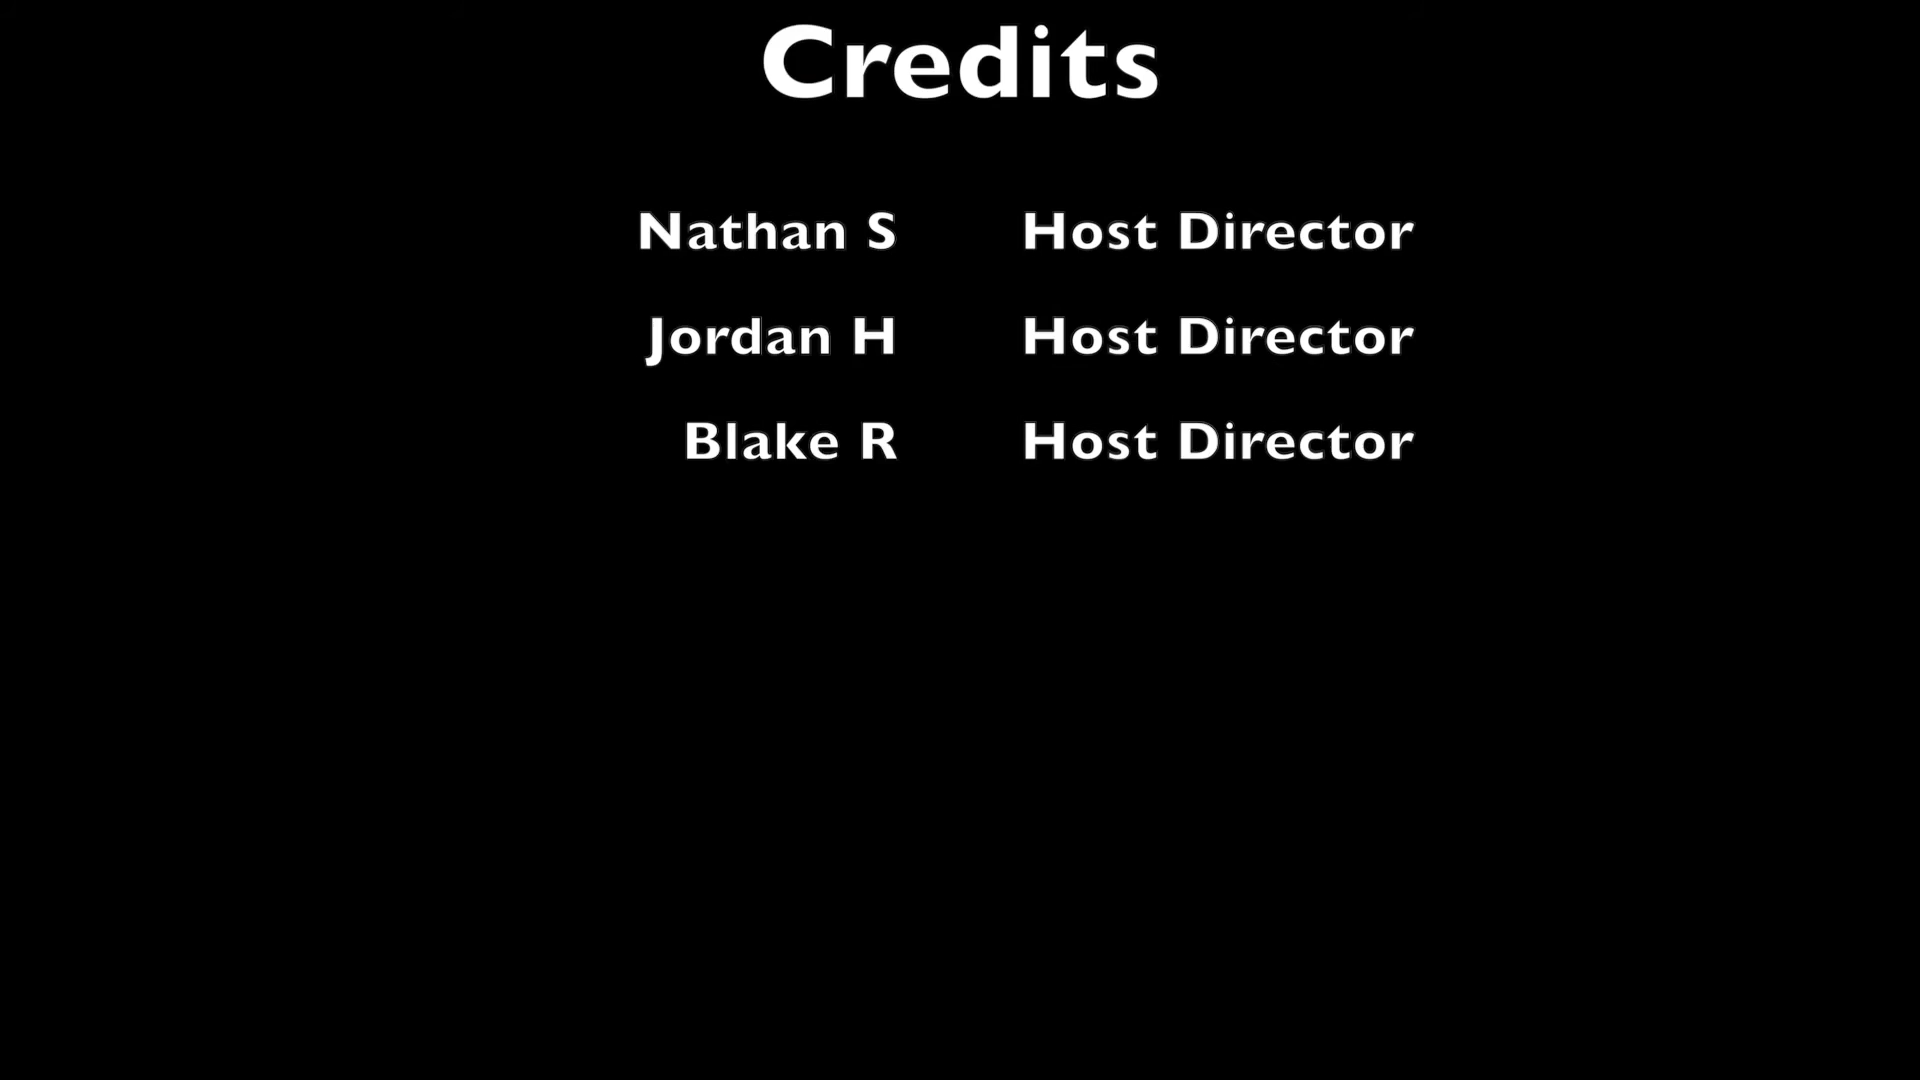 Credits
Nathan S Host Director
Jordan H Host Director
Blake R Host Director